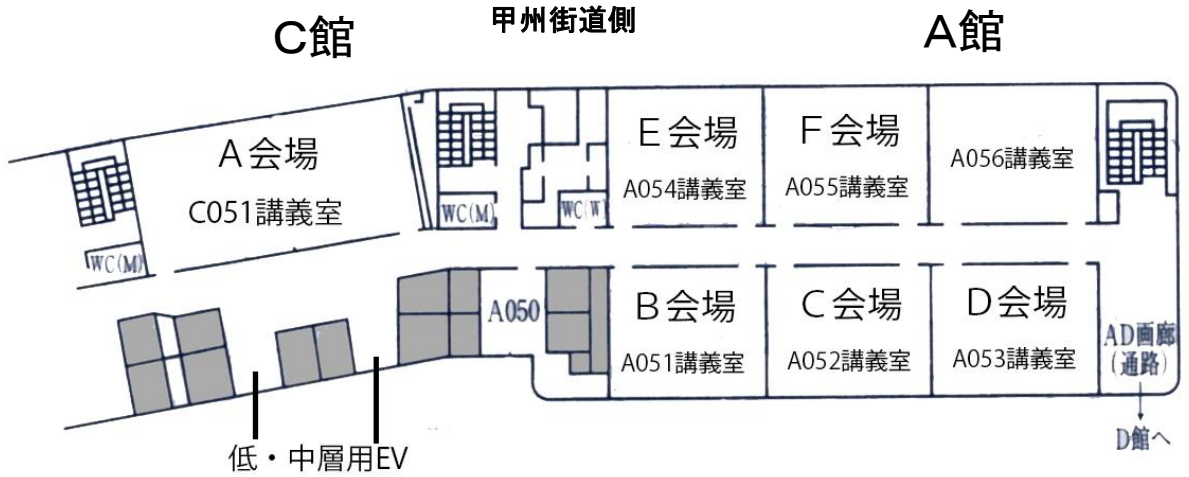 甲州街道側
C館
A館
A会場
C051講義室
WC(M)
WC(M)
WC(W)
E会場
A054講義室
F会場
A055講義室
A056講義室
A050
B会場
A051講義室
C会場
A052講義室
D会場
A053講義室
AD画廊
(通路)
D館へ
低・中層用EV